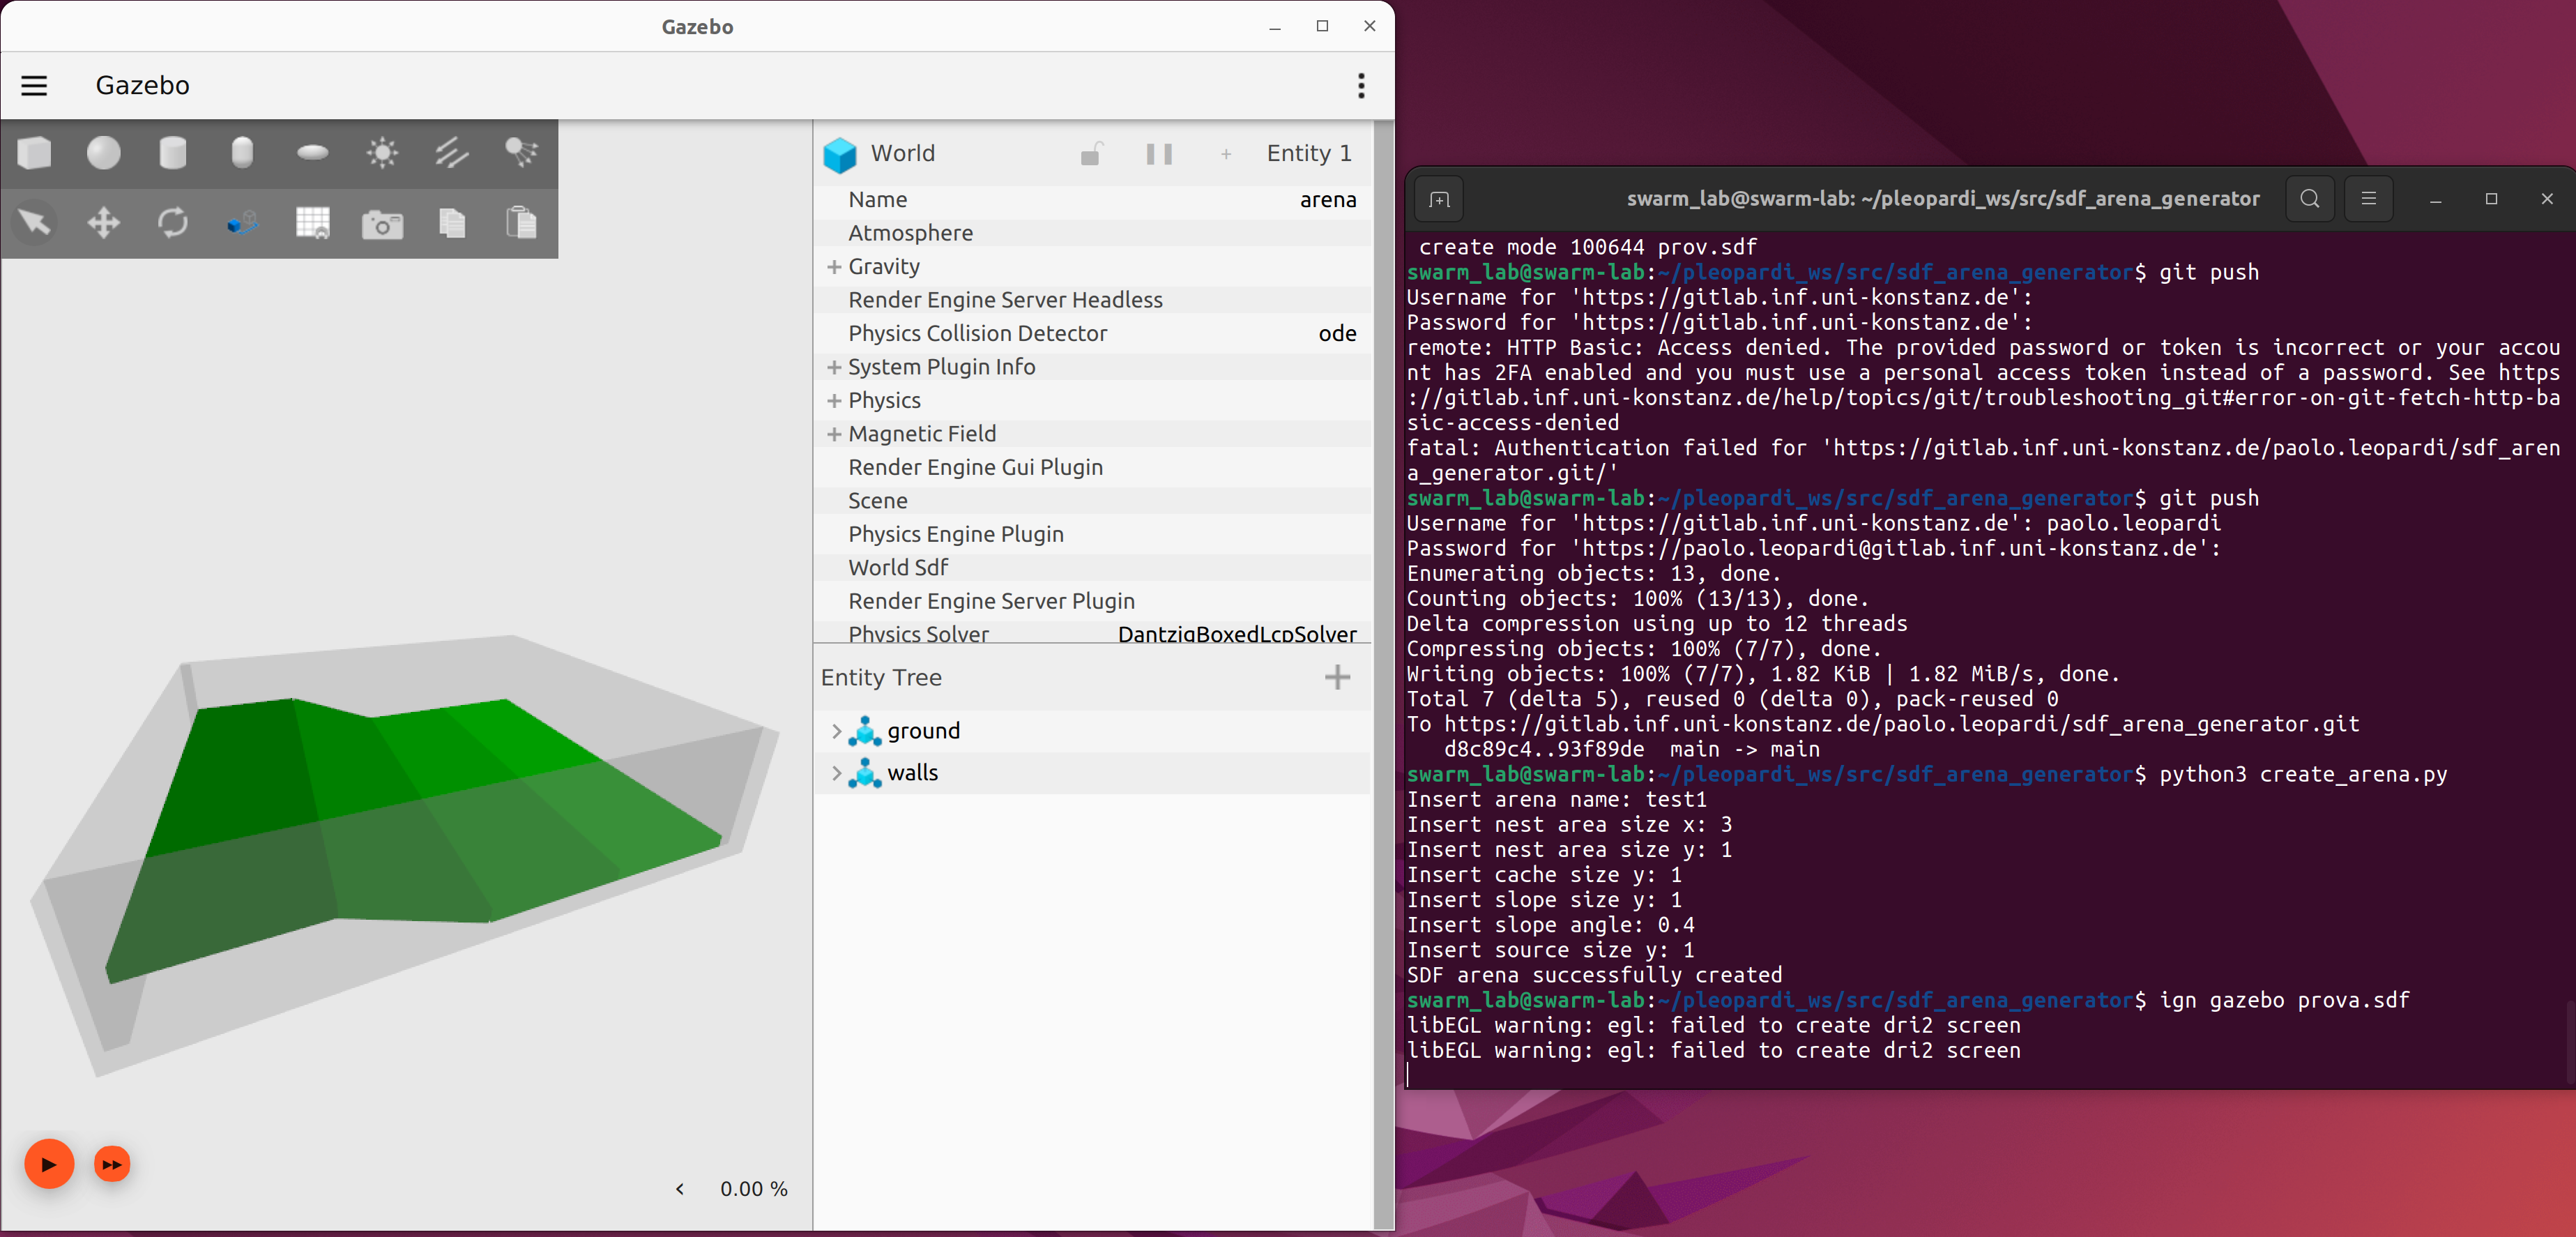 Gazebo
Gazebo
World
Entity 1
Name
arena
Atmosphere
Gravity
Render Engine Server Headless
Physics Collision Detector
ode
System Plugin Info
Physics
Magnetic Field
Render Engine Gui Plugin
Scene
Physics Engine Plugin
World Sdf
Render Engine Server Plugin
Physics Solver
DantzigBoxedLcpSolver
Entity Tree
ground
walls
0.00 %
swarm_lab@swarm-lab: ~/pleopardi_ws/src/sdf_arena_generator
create mode 100644 prov.sdf
swarm_lab@swarm-lab:~/pleopardi_ws/src/sdf_arena_generator$ git push
Username for 'https://gitlab.inf.uni-konstanz.de':
Password for 'https://gitlab.inf.uni-konstanz.de':
remote: HTTP Basic: Access denied. The provided password or token is incorrect or your accou
nt has 2FA enabled and you must use a personal access token instead of a password. See https
://gitlab.inf.uni-konstanz.de/help/topics/git/troubleshooting_git#error-on-git-fetch-http-ba
sic-access-denied
fatal: Authentication failed for 'https://gitlab.inf.uni-konstanz.de/paolo.leopardi/sdf_aren
a_generator.git/'
swarm_lab@swarm-lab:~/pleopardi_ws/src/sdf_arena_generator$ git push
Username for 'https://gitlab.inf.uni-konstanz.de': paolo.leopardi
Password for 'https://paolo.leopardi@gitlab.inf.uni-konstanz.de':
Enumerating objects: 13, done.
Counting objects: 100% (13/13), done.
Delta compression using up to 12 threads
Compressing objects: 100% (7/7), done.
Writing objects: 100% (7/7), 1.82 KiB | 1.82 MiB/s, done.
Total 7 (delta 5), reused 0 (delta 0), pack-reused 0
To https://gitlab.inf.uni-konstanz.de/paolo.leopardi/sdf_arena_generator.git
d8c89c4..93f89de  main -> main
swarm_lab@swarm-lab:~/pleopardi_ws/src/sdf_arena_generator$ python3 create_arena.py
Insert arena name: test1
Insert nest area size x: 3
Insert nest area size y: 1
Insert cache size y: 1
Insert slope size y: 1
Insert slope angle: 0.4
Insert source size y: 1
SDF arena successfully created
swarm_lab@swarm-lab:~/pleopardi_ws/src/sdf_arena_generator$ ign gazebo prova.sdf
libEGL warning: egl: failed to create dri2 screen
libEGL warning: egl: failed to create dri2 screen